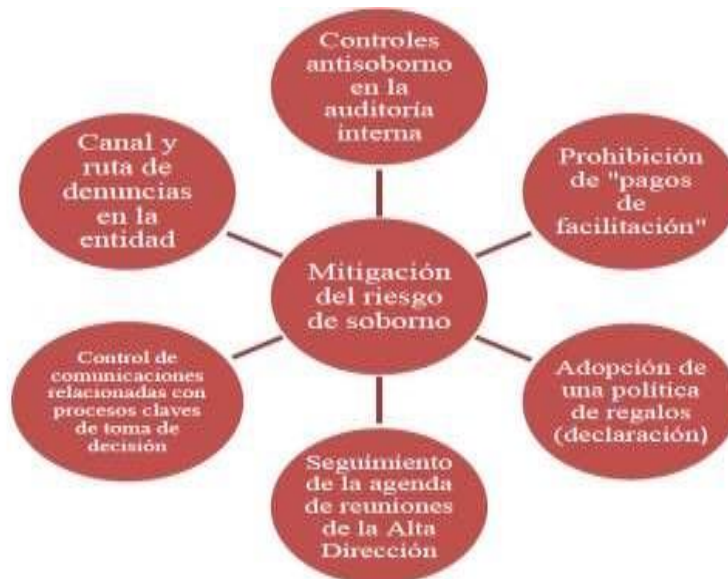 Controles
antisoborno
en la
auditoría
interna
Canal y
ruta de
denuncias
en la
entidad
Prohibición
de "pagos
de
facilitación"
Mitigación
del riesgo
de soborno
Control de
comunicaciones
relacionadas con
procesos claves
de toma de
decisión
Adopción de
una política
de regalos
(declaración)
Seguimiento
de la agenda
de reuniones
de la Alta
Dirección